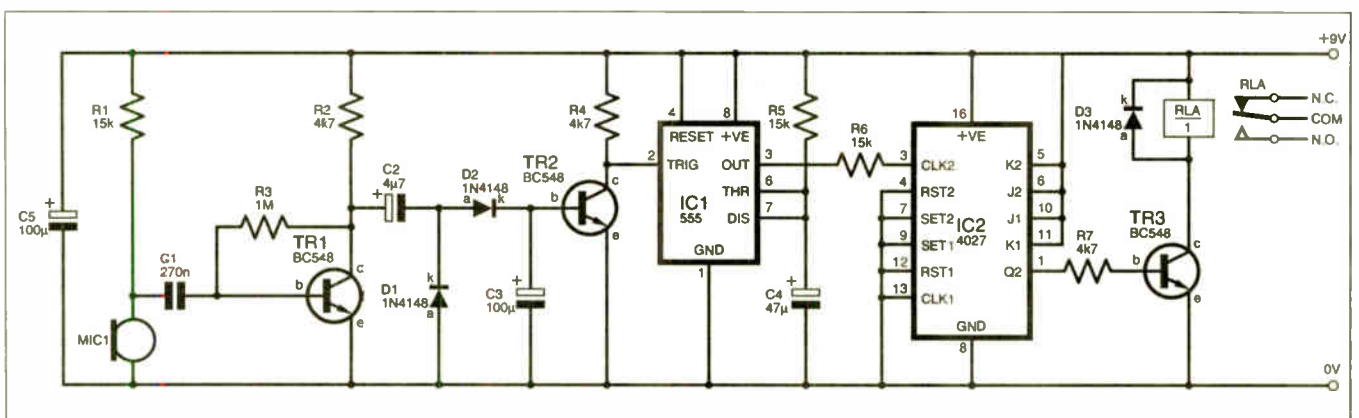 +9V
R1
15k
R2
4k7
R4
4k7
R5
15k
R6
15k
R3
1M
R7
4k7
C5
100µ
+
MIC1
G1
270n
TR1
BC548
b
c
e
C2
4µ7
+
D1
1N4148
k
a
D2
1N4148
a
k
C3
100µ
+
TR2
BC548
b
c
e
4
8
RESET
+VE
2
TRIG
OUT
3
THR
6
DIS
7
IC1
555
GND
1
C4
47µ
+
16
+VE
3
CLK2
4
RST2
7
SET2
9
SET1
12
RST1
13
CLK1
K2
5
J2
6
J1
10
K1
11
Q2
1
IC2
4027
GND
8
TR3
BC548
b
c
e
D3
1N4148
k
a
RLA
1
RLA
N.C.
COM
N.O.
0V